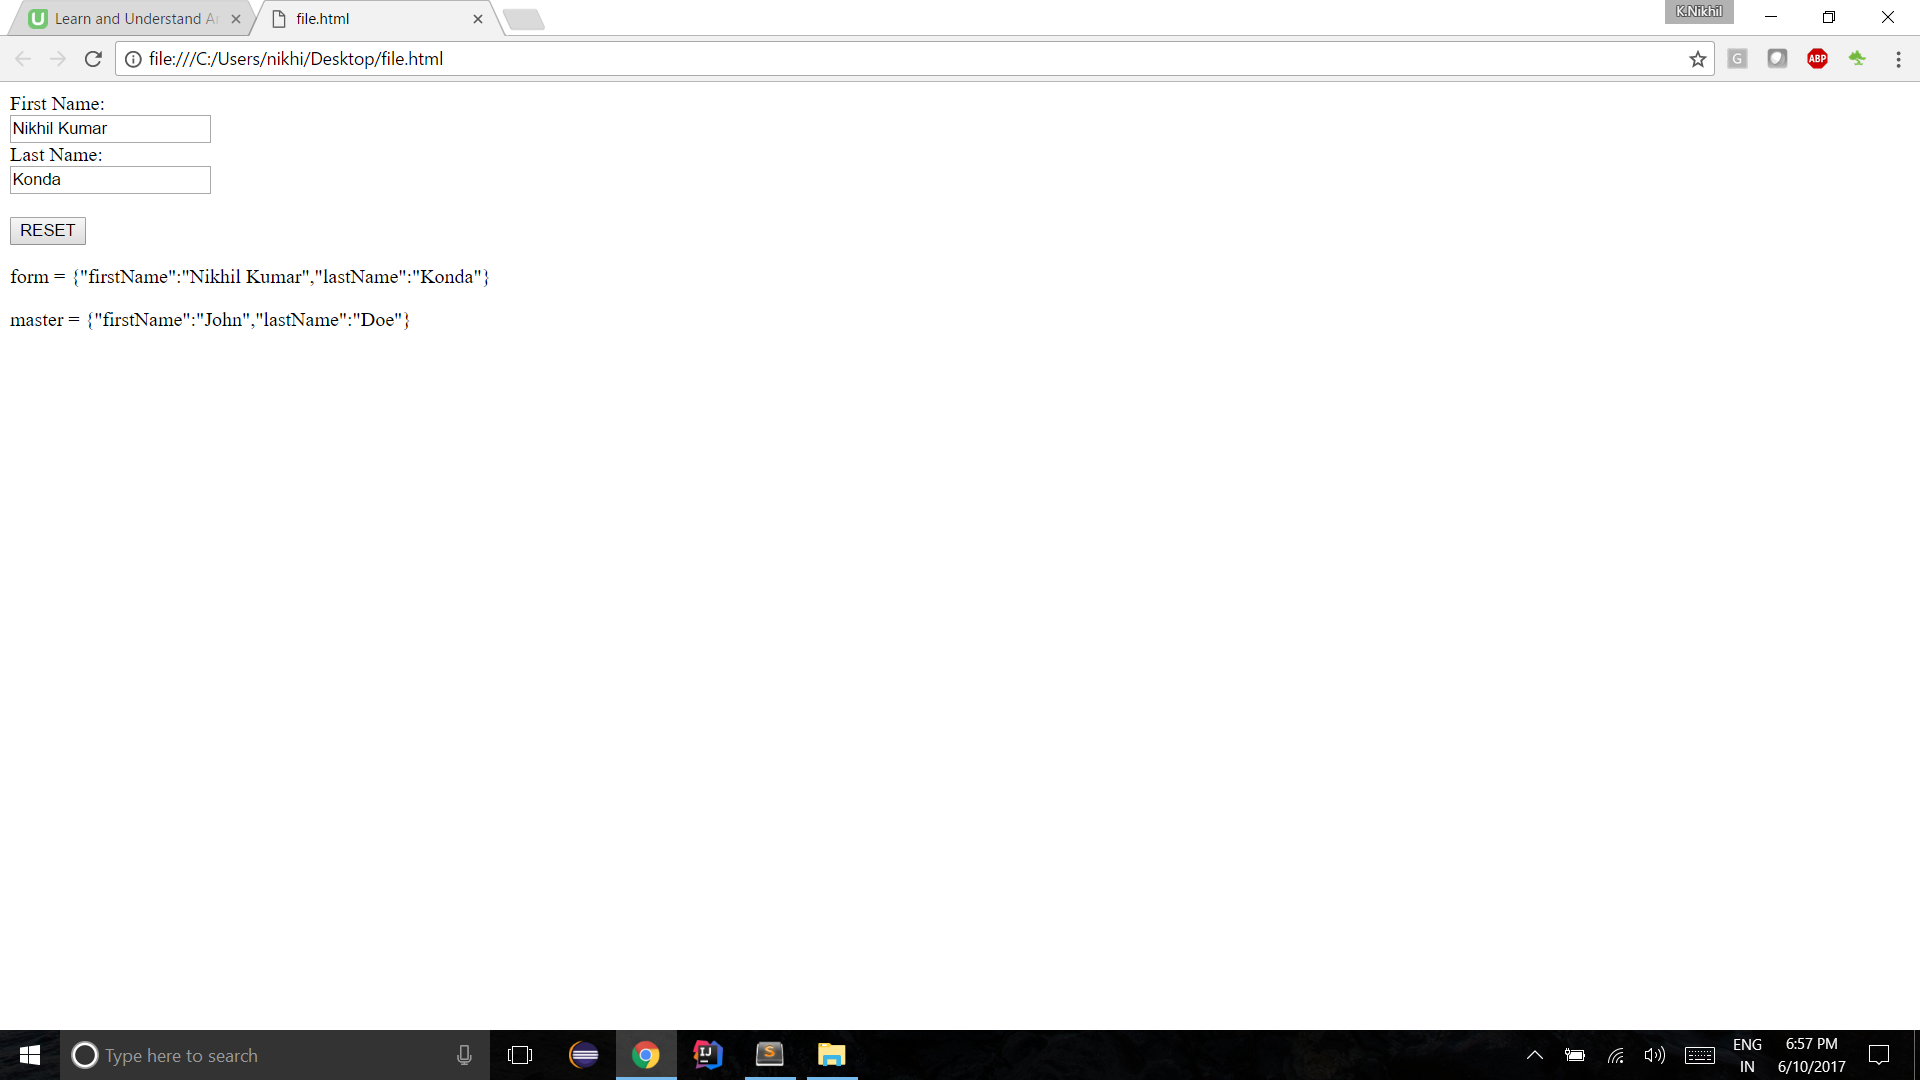 Learn and Understand A
file.html
K.Nikhil
file:///C:/Users/nikhi/Desktop/file.html
G
ABP
First Name:
Nikhil Kumar
Last Name:
Konda
RESET
form = {"firstName":"Nikhil Kumar","lastName":"Konda"}
master = {"firstName":"John","lastName":"Doe"}
Type here to search
IJ
S
ENG
IN
6:57 PM
6/10/2017